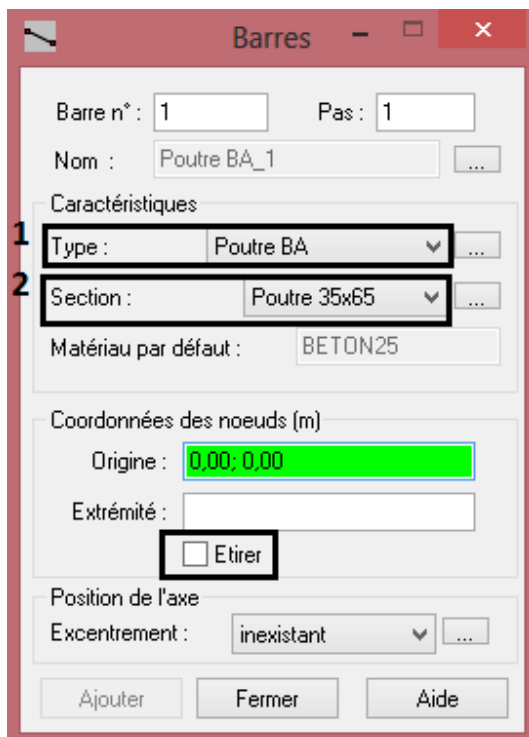 Barres
Barre n° : 1 Pas : 1
Nom : Poutre BA_1 ...
Caractéristiques
1 Type : Poutre BA ...
2 Section : Poutre 35x65 ...
Matériau par défaut : BETON25
Coordonnées des noeuds (m)
Origine : 0,00; 0,00
Extrémité :
Etirer
Position de l'axe
Excentrement : inexistant ...
Ajouter Fermer Aide